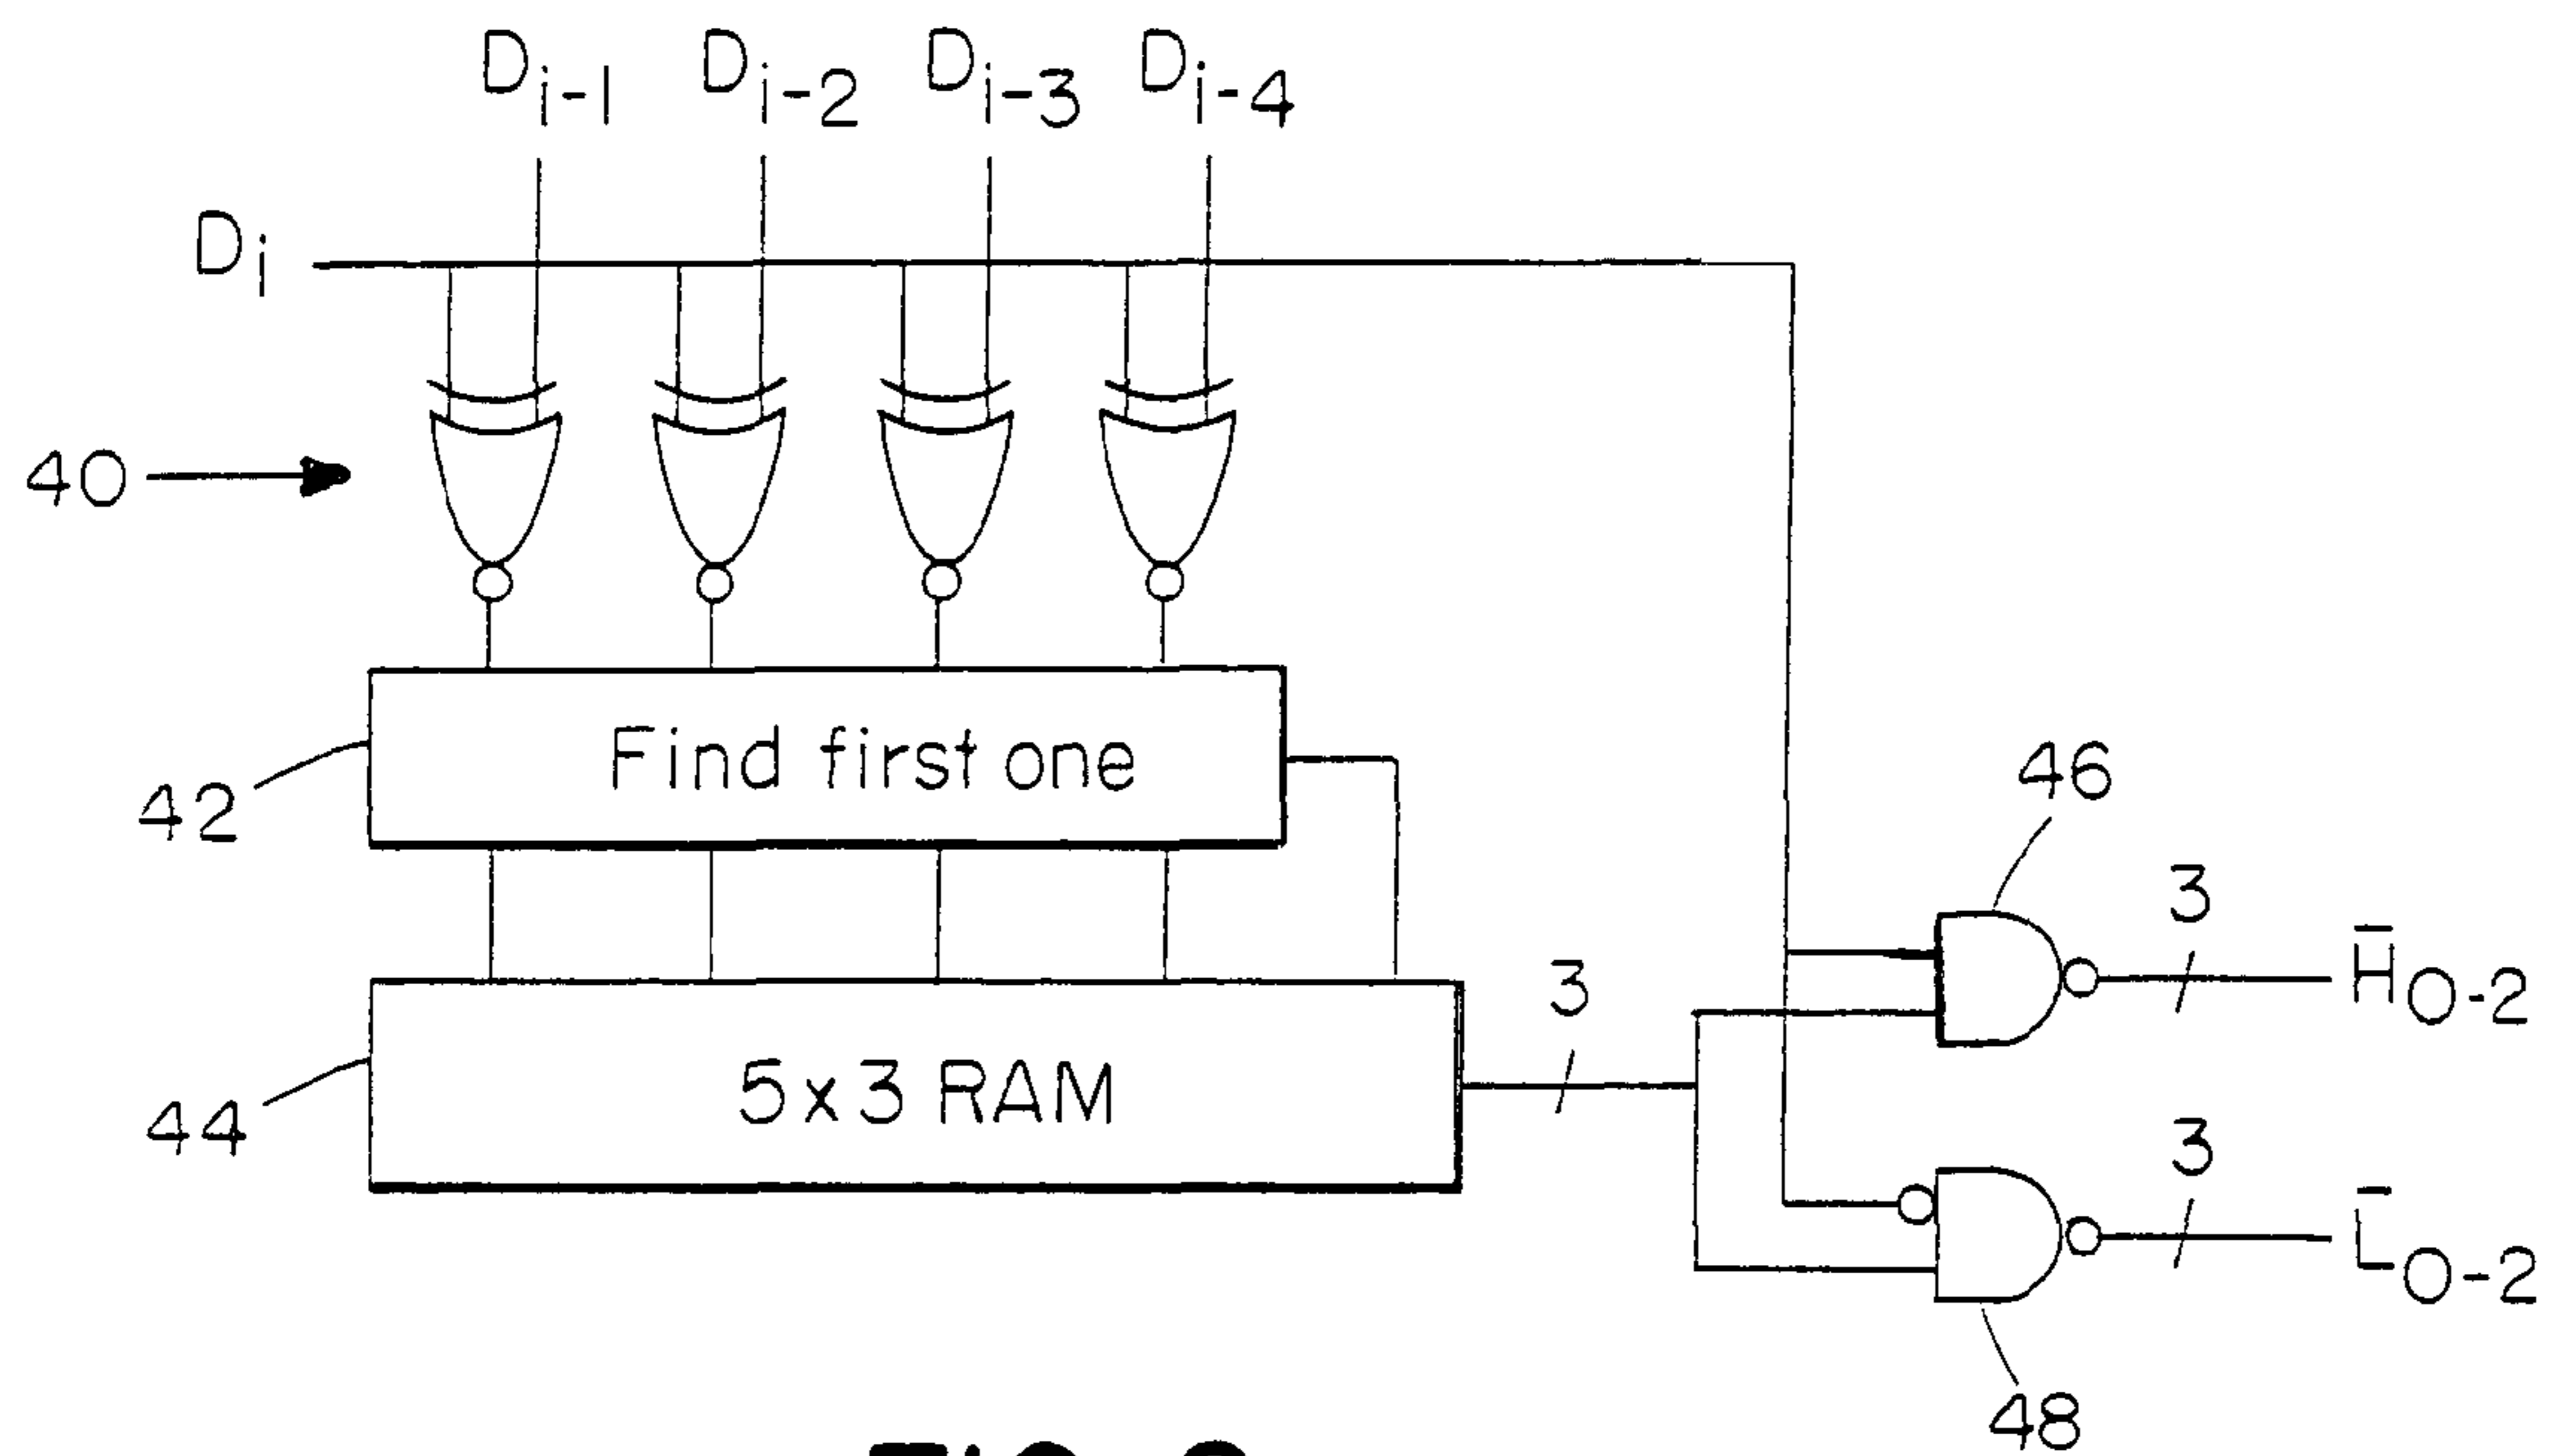 Di-1 Di-2 Di-3 Di-4
Di
40
42
Find first one
46
3
H̄0-2
44
5x3 RAM
3
3
L̄0-2
48